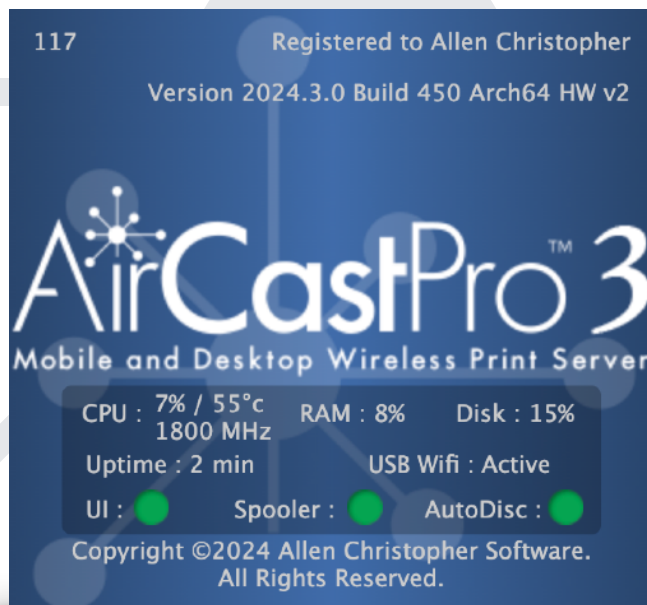 117 Registered to Allen Christopher
Version 2024.3.0 Build 450 Arch64 HW v2
AirCastPro™ 3
Mobile and Desktop Wireless Print Server
CPU : 7% / 55°c RAM : 8% Disk : 15%
1800 MHz
Uptime : 2 min USB Wifi : Active
UI : Spooler : AutoDisc :
Copyright ©2024 Allen Christopher Software.
All Rights Reserved.